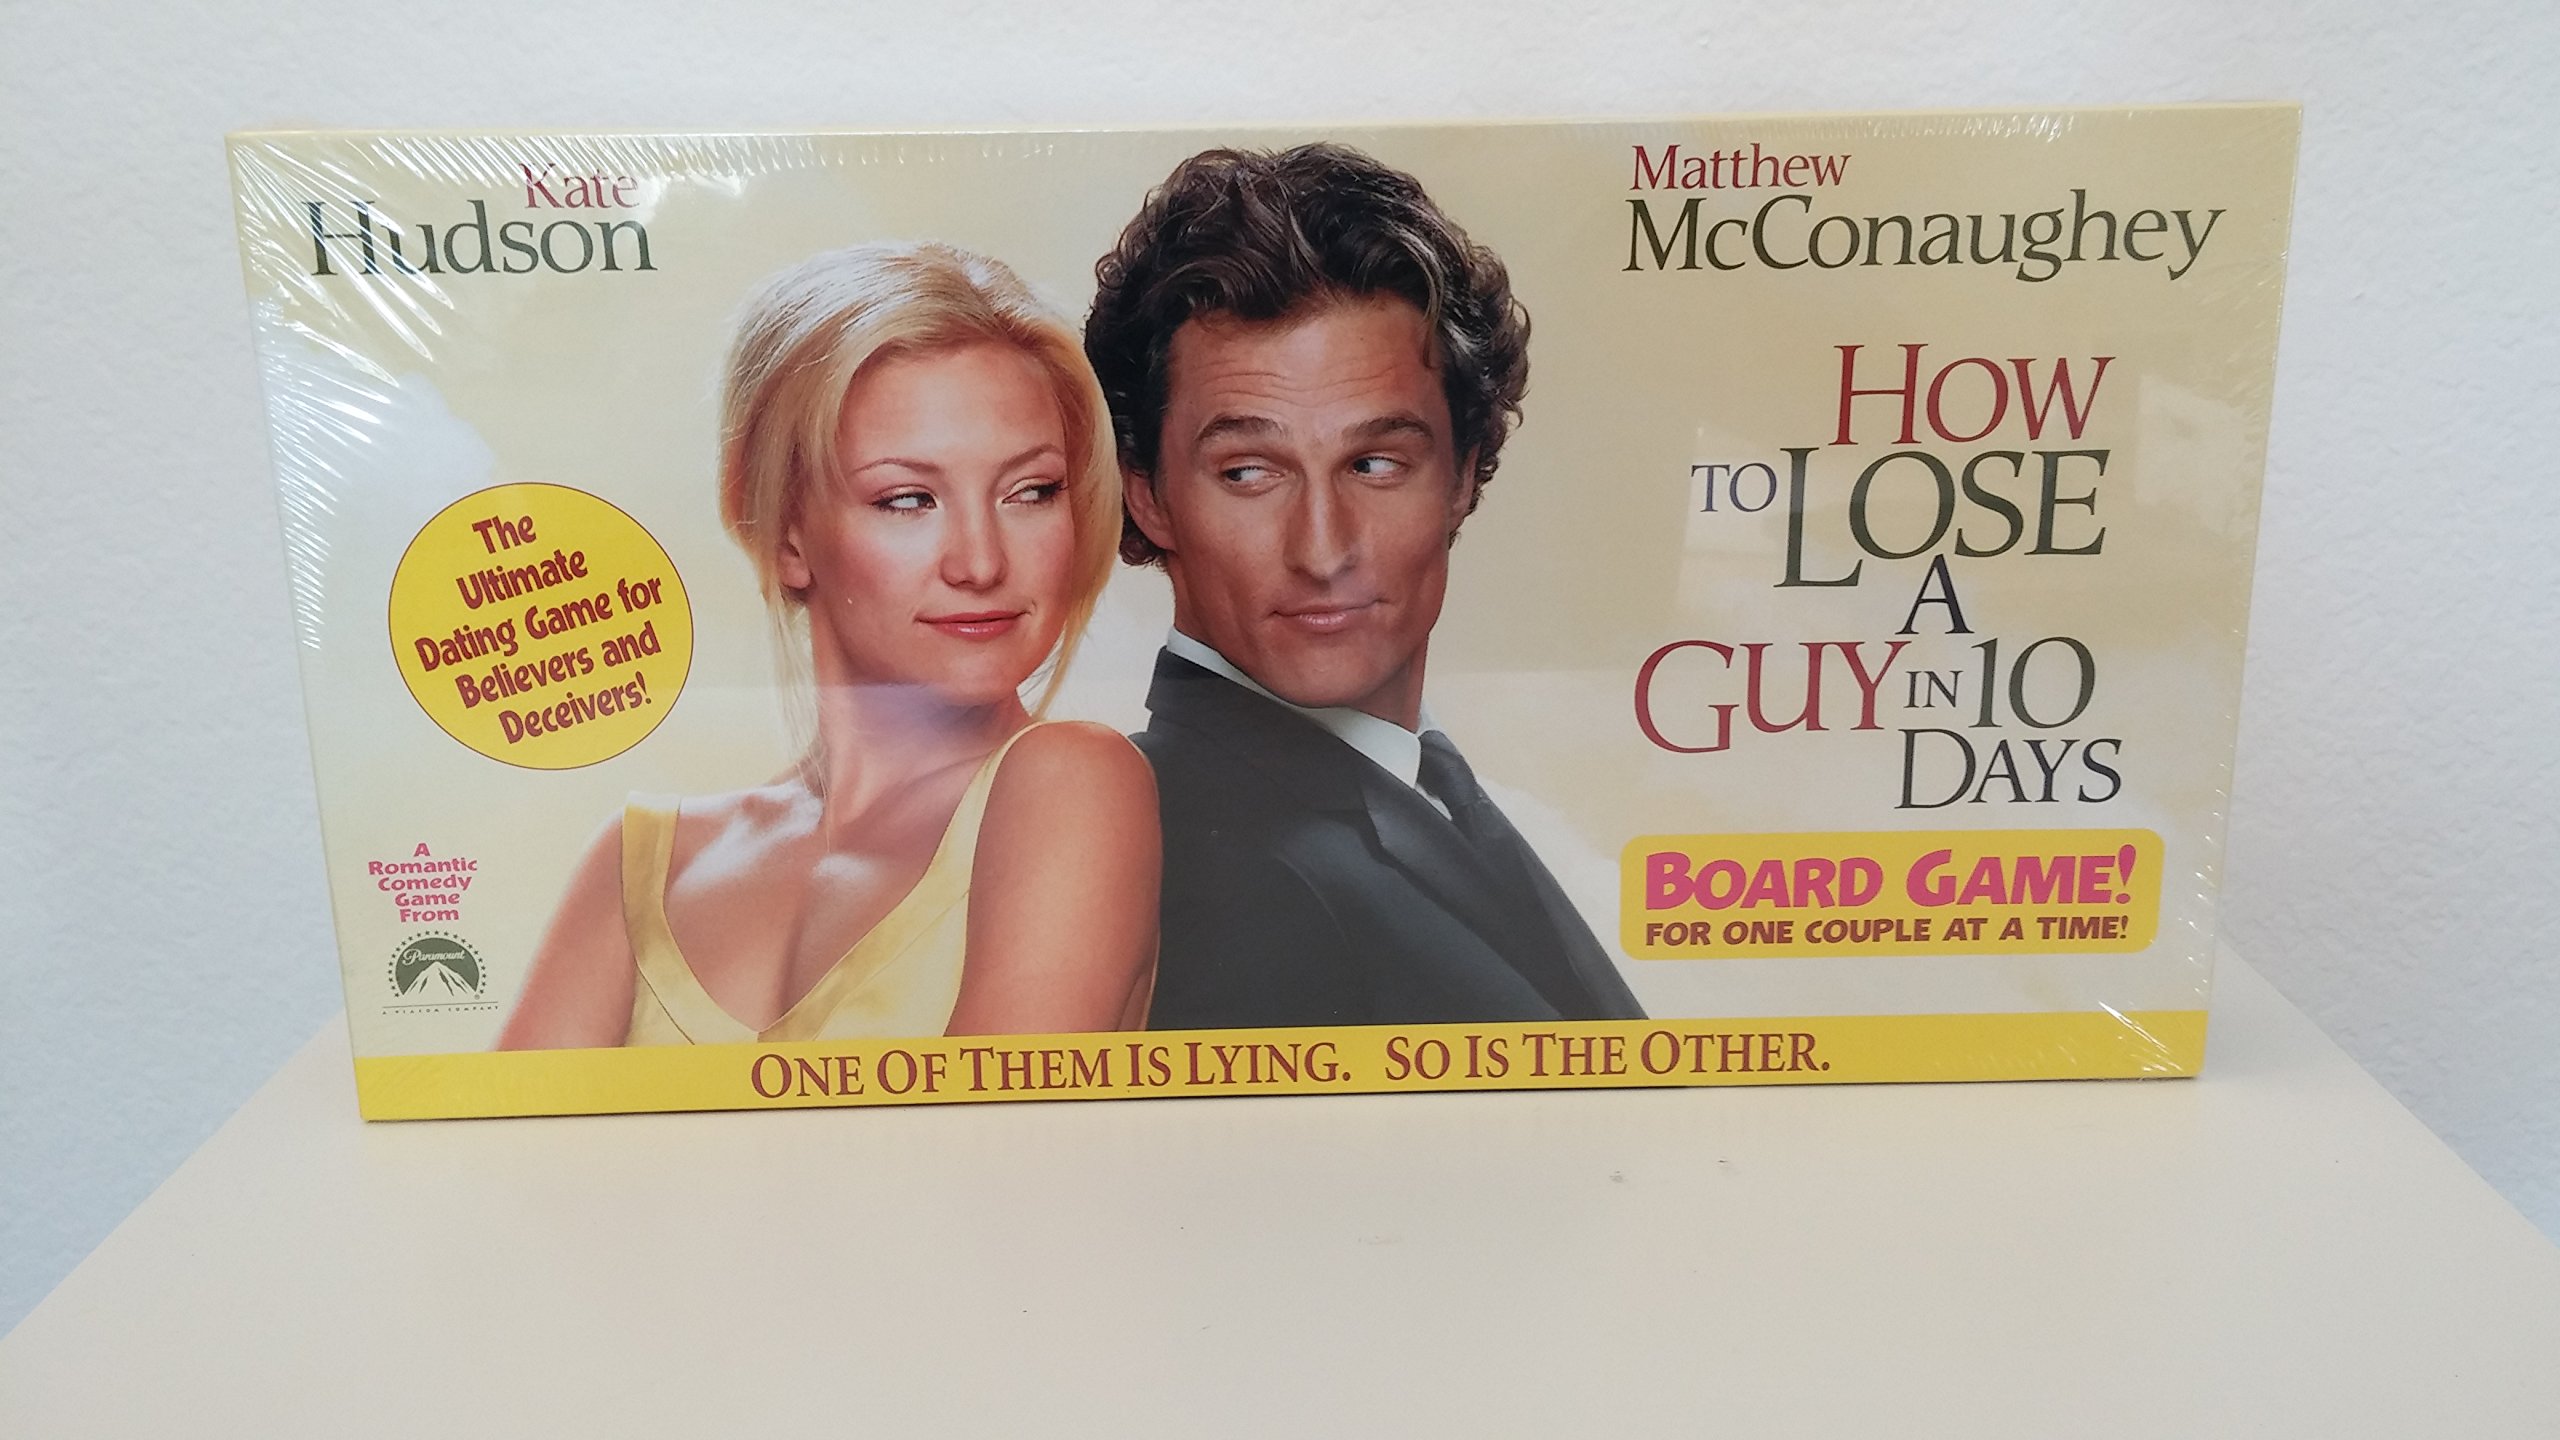 Kate
Hudson
Matthew
McConaughey
HOW
TO LOSE
A
GUY IN 10
DAYS
The
Ultimate
Dating Game for
Believers and
Deceivers!
A
Romantic
Comedy
Game
From
Paramount
A VIACOM COMPANY
BOARD GAME!
FOR ONE COUPLE AT A TIME!
ONE OF THEM IS LYING. SO IS THE OTHER.